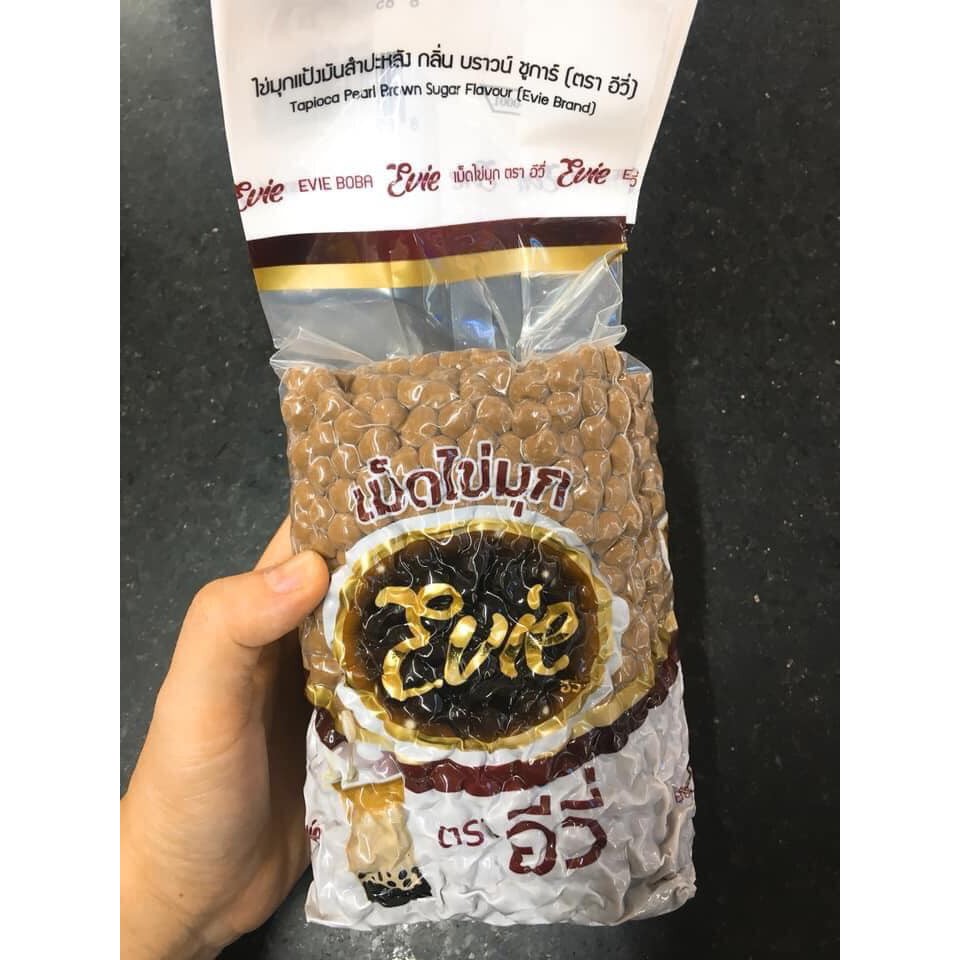 ไข่มุกแป้งมันสำปะหลัง กลิ่น บราวน์ ชูการ์ (ตรา อีวี่)
Tapioca Pearl Brown Sugar Flavour (Evie Brand)
Evie EVIE BOBA Evie เม็ดไข่มุก ตรา อีวี่ Evie
เม็ดไข่มุก
Evie
ตรา อีวี่